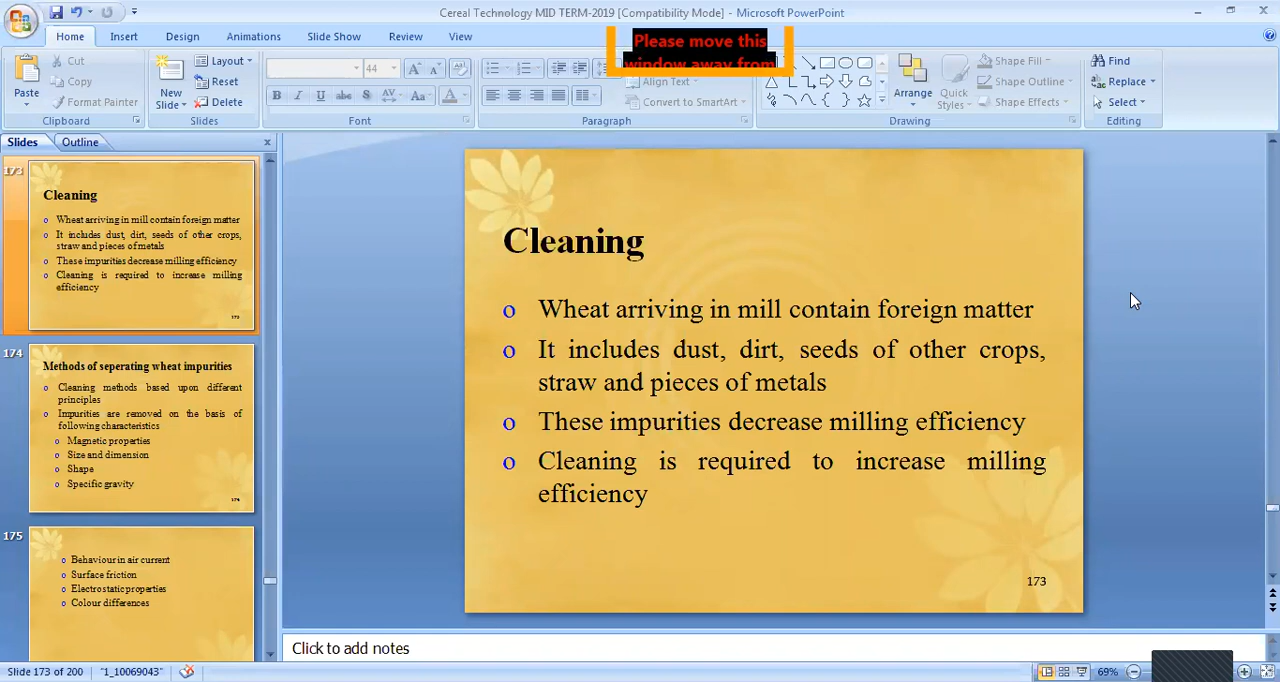 Cereal Technology MID TERM-2019 [Compatibility Mode] - Microsoft PowerPoint
Home Insert Design Animations Slide Show Review View
Please move this
window away from
Paste
Cut
Copy
Format Painter
Clipboard
New
Slide
Layout
Reset
Delete
Slides
44
B I U abc S AV Aa A
Font
Align Text
Convert to SmartArt
Paragraph
Arrange
Quick
Styles
Shape Fill
Shape Outline
Shape Effects
Drawing
Find
Replace
Select
Editing
Slides Outline x
173
Cleaning
o Wheat arriving in mill contain foreign matter
o It includes dust, dirt, seeds of other crops,
straw and pieces of metals
o These impurities decrease milling efficiency
o Cleaning is required to increase milling
efficiency
173
174
Methods of seperating wheat impurities
o Cleaning methods based upon different
principles
o Impurities are removed on the basis of
following characteristics
o Magnetic properties
o Size and dimension
o Shape
o Specific gravity
174
175
o Behaviour in air current
o Surface friction
o Electrostatic properties
o Colour differences
Cleaning
o Wheat arriving in mill contain foreign matter
o It includes dust, dirt, seeds of other crops,
straw and pieces of metals
o These impurities decrease milling efficiency
o Cleaning is required to increase milling
efficiency
173
Click to add notes
Slide 173 of 200 "1_10069043" 69%